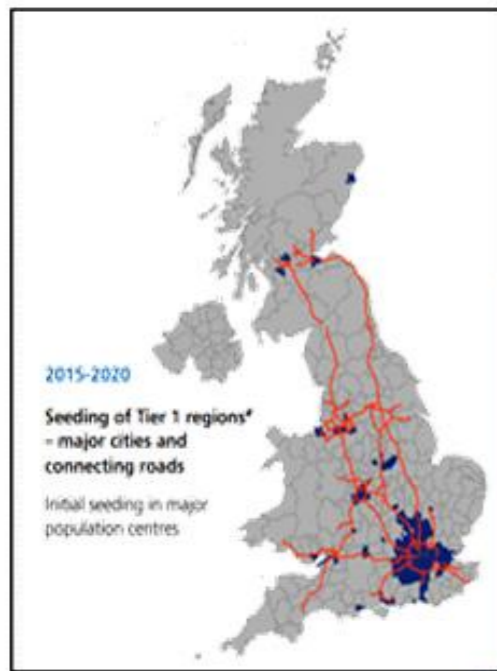 2015-2020
Seeding of Tier 1 regions#
- major cities and
connecting roads
Initial seeding in major
population centres